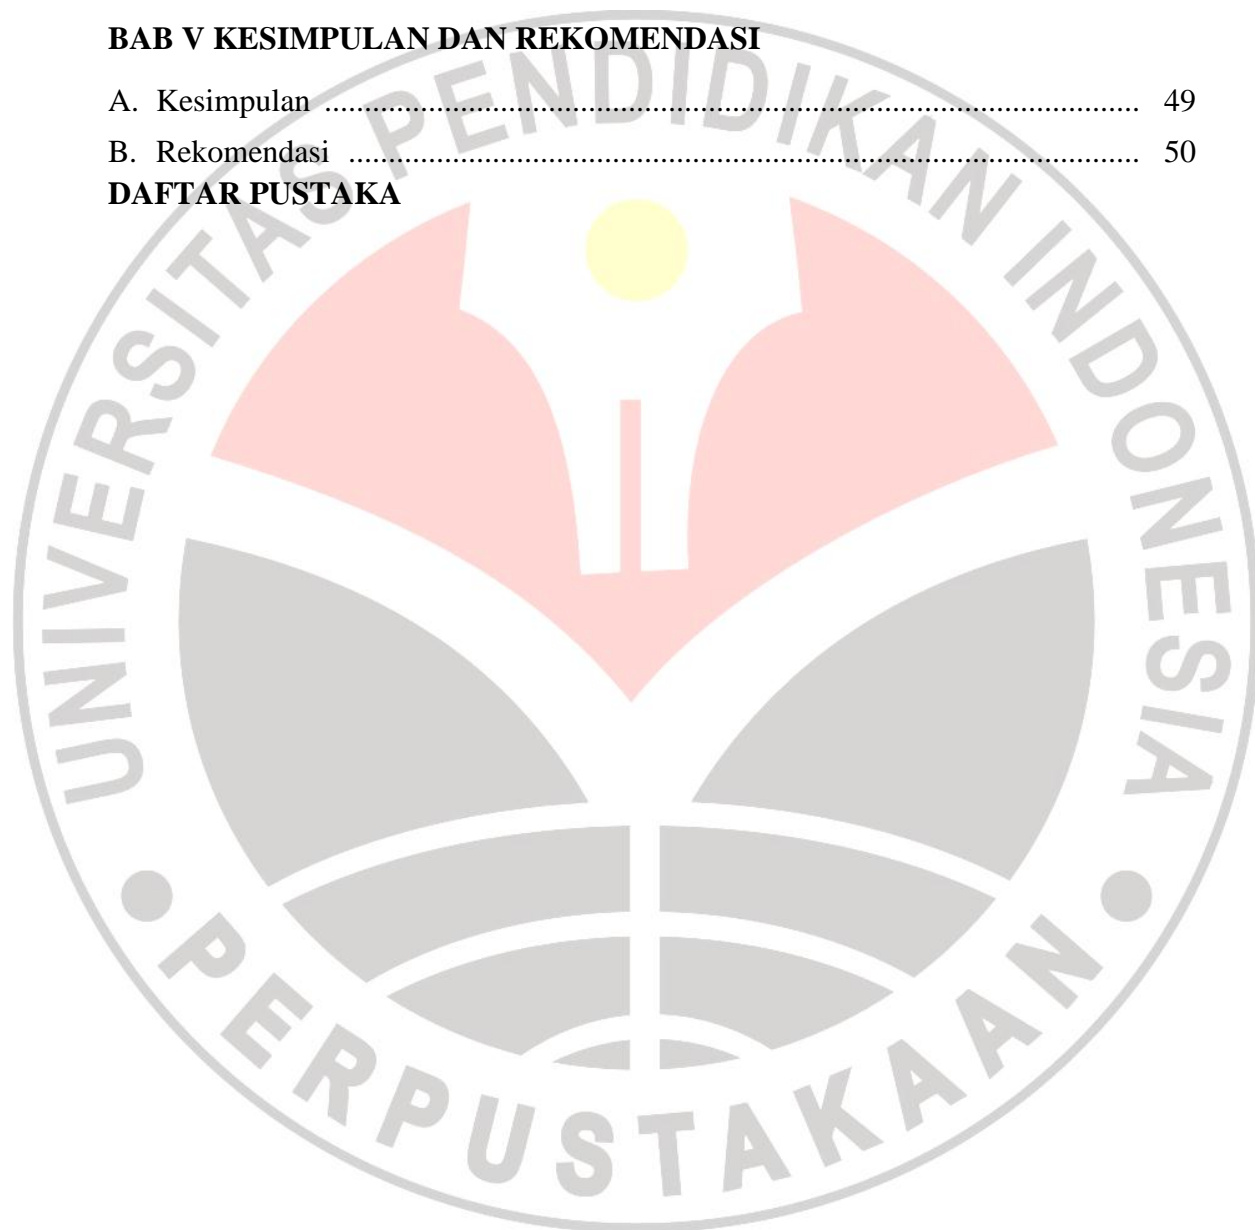 BAB V KESIMPULAN DAN REKOMENDASI
A. Kesimpulan ...................................................................................................... 49
B. Rekomendasi ................................................................................................... 50
DAFTAR PUSTAKA
UNIVERSITAS PENDIDIKAN INDONESIA
PERPUSTAKAAN